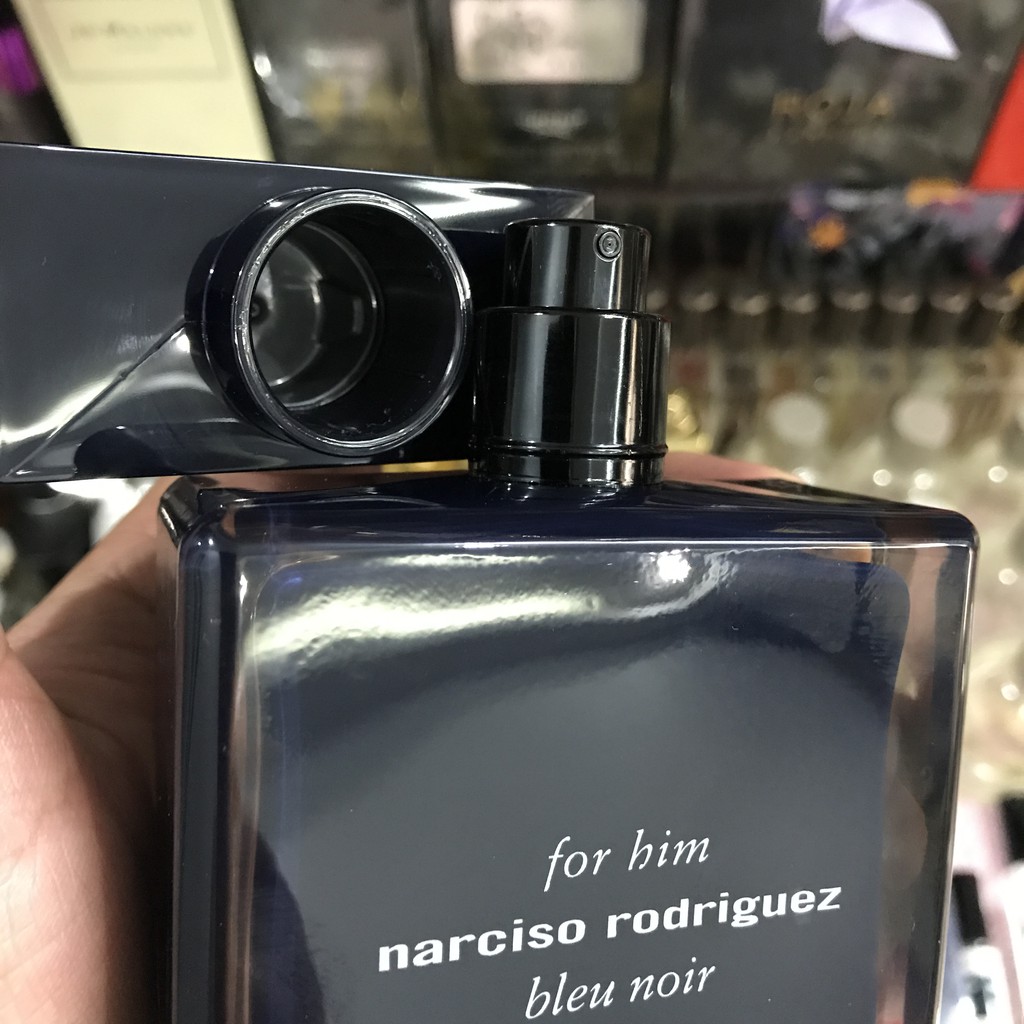 for him
narciso rodriguez
bleu noir